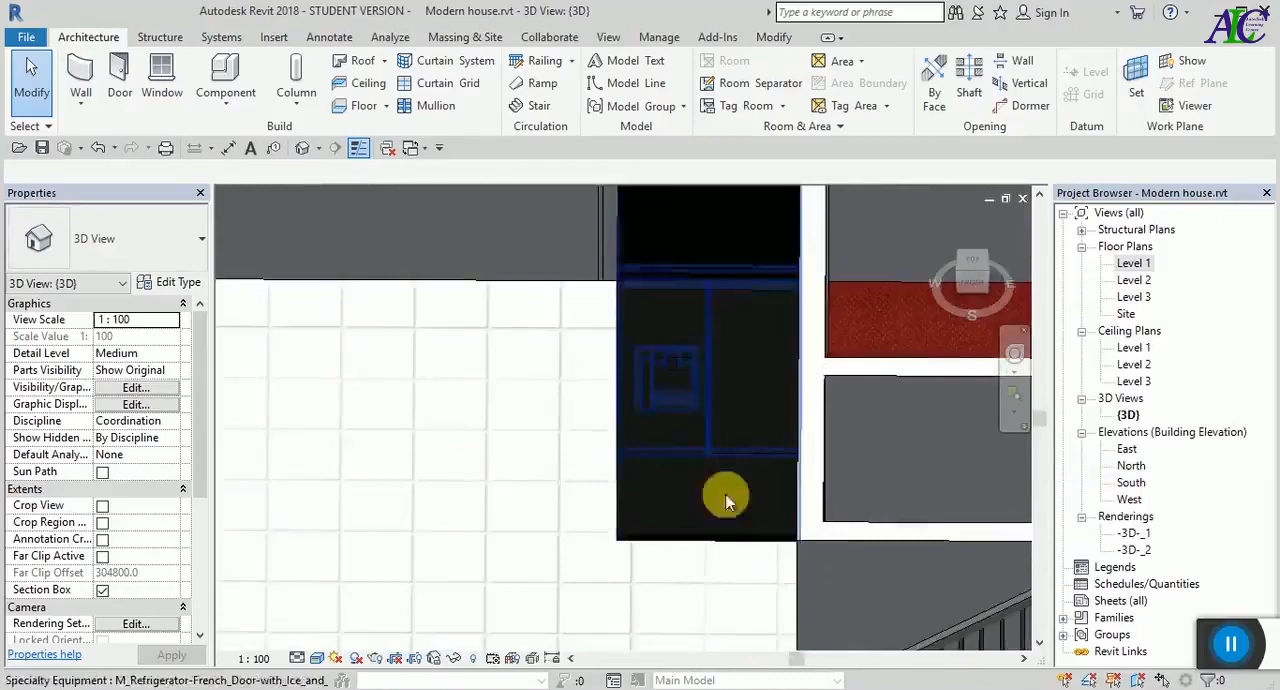 Autodesk Revit 2018 - STUDENT VERSION - Modern house.rvt - 3D View: {3D}
Type a keyword or phrase
Sign In
ALC
File Architecture Structure Systems Insert Annotate Analyze Massing & Site Collaborate View Manage Add-Ins Modify
Modify Wall Door Window Component Column
Roof Curtain System
Ceiling Curtain Grid
Floor Mullion
Railing Model Text
Ramp Model Line
Stair Model Group
Room Area
Room Separator Area Boundary
Tag Room Tag Area
By Face Shaft
Wall
Vertical
Dormer
Level
Grid
Set
Show
Ref Plane
Viewer
Select Build Circulation Model Room & Area Opening Datum Work Plane
Properties
3D View
3D View: {3D} Edit Type
Graphics
View Scale 1 : 100
Scale Value 1: 100
Detail Level Medium
Parts Visibility Show Original
Visibility/Grap... Edit...
Graphic Displ... Edit...
Discipline Coordination
Show Hidden ... By Discipline
Default Analy... None
Sun Path
Extents
Crop View
Crop Region ...
Annotation Cr...
Far Clip Active
Far Clip Offset 304800.0
Section Box
Camera
Rendering Set... Edit...
Locked Orient...
Properties help Apply
TOP
W
E
S
1 : 100
Project Browser - Modern house.rvt
Views (all)
Structural Plans
Floor Plans
Level 1
Level 2
Level 3
Site
Ceiling Plans
Level 1
Level 2
Level 3
3D Views
{3D}
Elevations (Building Elevation)
East
North
South
West
Renderings
-3D-_1
-3D-_2
Legends
Schedules/Quantities
Sheets (all)
Families
Groups
Revit Links
Specialty Equipment : M_Refrigerator-French_Door-with_Ice_and_
:0
Main Model
:0